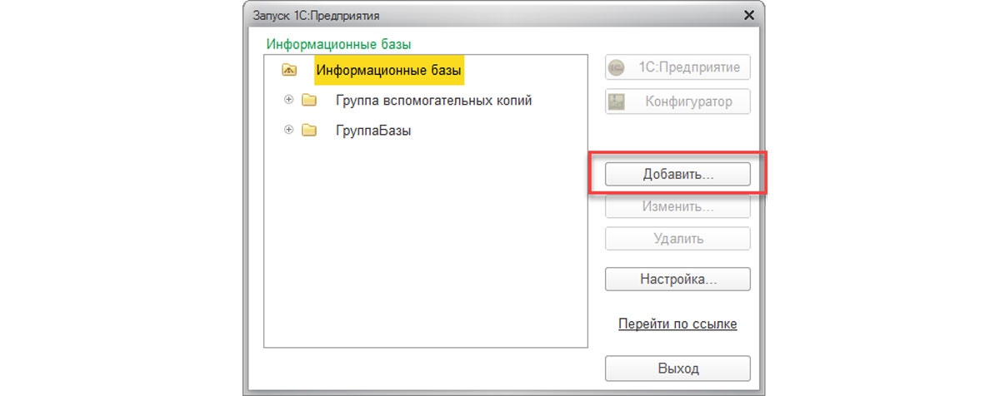 Запуск 1С:Предприятия
Информационные базы
Информационные базы
Группа вспомогательных копий
ГруппаБазы
1С:Предприятие
Конфигуратор
Добавить...
Изменить...
Удалить
Настройка...
Перейти по ссылке
Выход